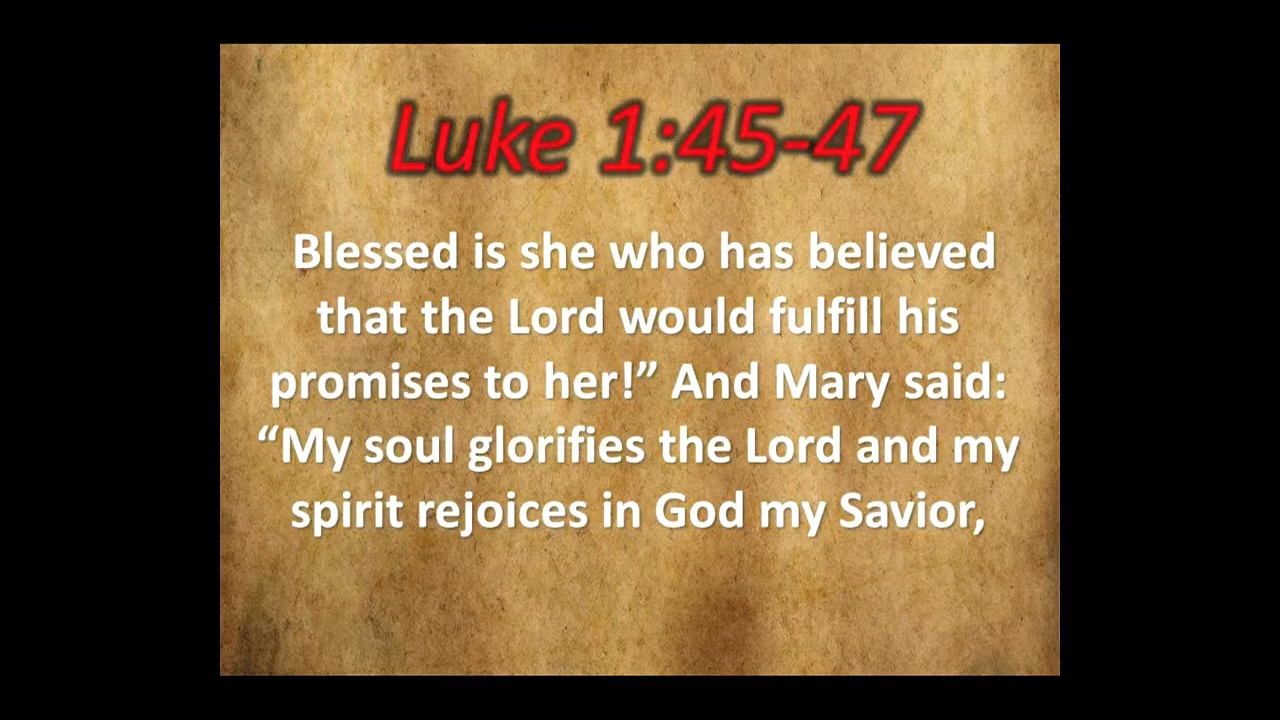 Luke 1:45-47
Blessed is she who has believed
that the Lord would fulfill his
promises to her!” And Mary said:
“My soul glorifies the Lord and my
spirit rejoices in God my Savior,